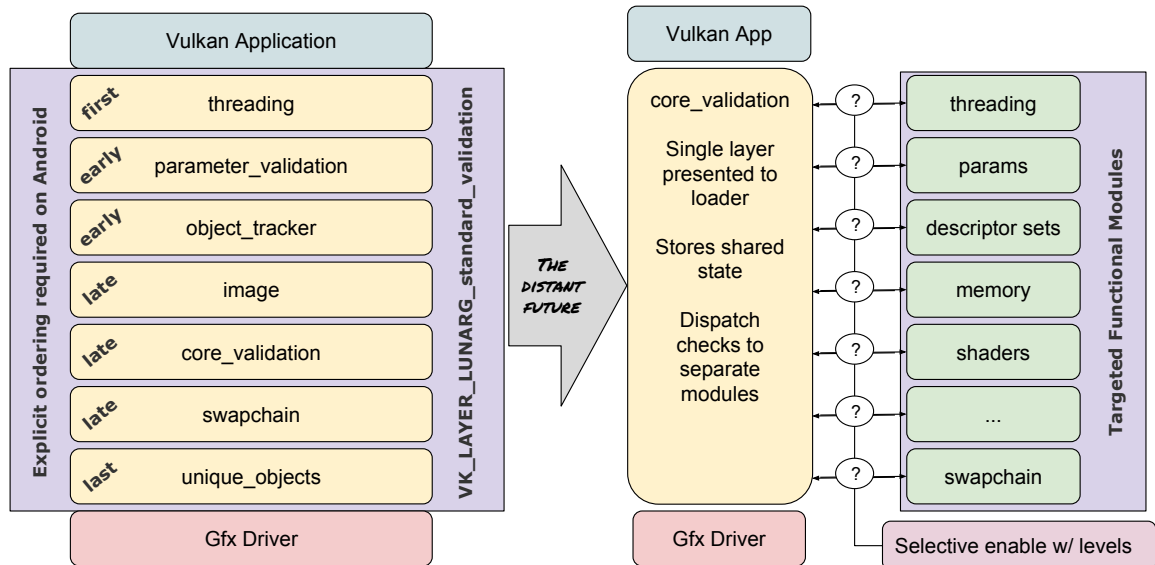 Vulkan Application
Explicit ordering required on Android
first
threading
early
parameter_validation
early
object_tracker
late
image
late
core_validation
late
swapchain
last
unique_objects
VK_LAYER_LUNARG_standard_validation
Gfx Driver
THE
DISTANT
FUTURE
Vulkan App
core_validation
Single layer
presented to
loader
Stores shared
state
Dispatch
checks to
separate
modules
Gfx Driver
?
?
?
?
?
?
?
threading
params
descriptor sets
memory
shaders
...
swapchain
Targeted Functional Modules
Selective enable w/ levels